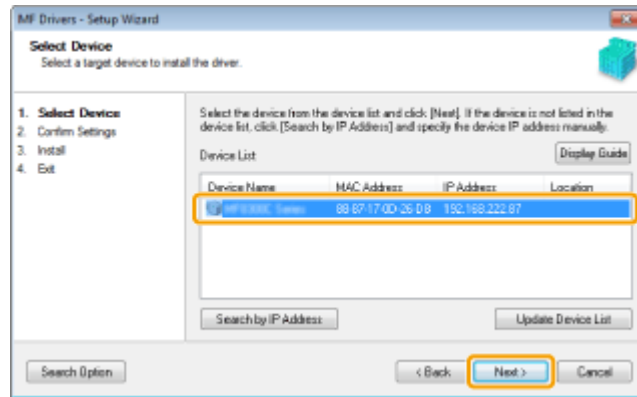 MF Drivers - Setup Wizard
Select Device
Select a target device to install the driver.
1. Select Device
2. Confirm Settings
3. Install
4. Exit
Select the device from the device list and click [Next]. If the device is not listed in the
device list, click [Search by IP Address] and specify the device IP address manually.
Device List
Display Guide
Device Name MAC Address IP Address Location
Series 88-87-17-0D-26-D8 192.168.222.87
Search by IP Address Update Device List
Search Option < Back Next > Cancel